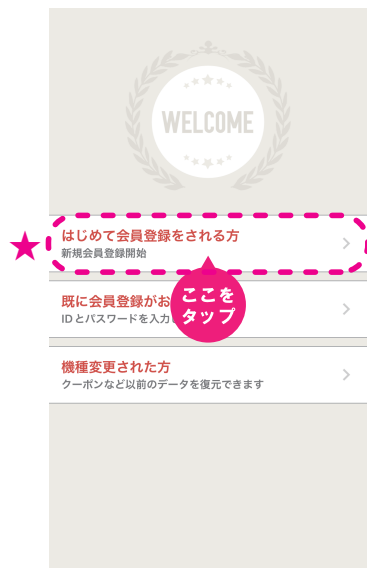 WELCOME
はじめて会員登録をされる方
新規会員登録開始
既に会員登録がお
IDとパスワードを入力
ここを
タップ
機種変更された方
クーポンなど以前のデータを復元できます